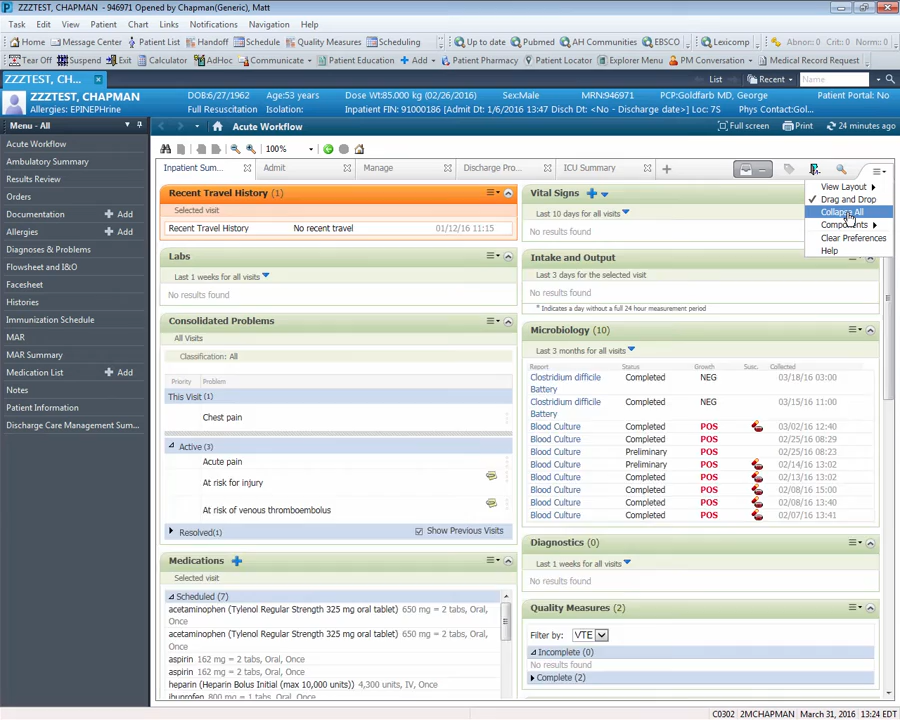 ZZZTEST, CHAPMAN - 946971 Opened by Chapman(Generic), Matt
Task Edit View Patient Chart Links Notifications Navigation Help
Home Message Center Patient List Handoff Schedule Quality Measures Scheduling Up to date Pubmed AH Communities EBSCO Lexicomp Abnor: 0 Crit: 0 Norm: 0
Tear Off Suspend Exit Calculator AdHoc Communicate Patient Education Add Patient Pharmacy Patient Locator Explorer Menu PM Conversation Medical Record Request
ZZZTEST, CH... List Recent Name
ZZZTEST, CHAPMAN DOB:6/27/1962 Age:53 years Dose Wt:85.000 kg (02/26/2016) Sex:Male MRN:946971 PCP:Goldfarb MD, George Patient Portal: No
Allergies: EPINEPHrine Full Resuscitation Isolation: Inpatient FIN: 91000186 [Admit Dt: 1/6/2016 13:47 Disch Dt: <No - Discharge date>] Loc: 7S Phys Contact:Gol...
Menu - All Acute Workflow Full screen Print 24 minutes ago
Acute Workflow
Ambulatory Summary
Results Review
Orders
Documentation Add
Allergies Add
Diagnoses & Problems
Flowsheet and I&O
Facesheet
Histories
Immunization Schedule
MAR
MAR Summary
Medication List Add
Notes
Patient Information
Discharge Care Management Sum...
100%
Inpatient Sum... Admit Manage Discharge Pro... ICU Summary
View Layout
Drag and Drop
Collapse All
Components
Clear Preferences
Help
Recent Travel History (1)
Selected visit
Recent Travel History No recent travel 01/12/16 11:15
Labs
Last 1 weeks for all visits
No results found
Consolidated Problems
All Visits
Classification: All
Priority Problem
This Visit (1)
Chest pain
Active (3)
Acute pain
At risk for injury
At risk of venous thromboembolus
Resolved(1) Show Previous Visits
Medications
Selected visit
Scheduled (7)
acetaminophen (Tylenol Regular Strength 325 mg oral tablet) 650 mg = 2 tabs, Oral, Once
acetaminophen (Tylenol Regular Strength 325 mg oral tablet) 650 mg = 2 tabs, Oral, Once
aspirin 162 mg = 2 tabs, Oral, Once
aspirin 162 mg = 2 tabs, Oral, Once
heparin (Heparin Bolus Initial (max 10,000 units)) 4,300 units, IV, Once
ibuprofen 800 mg = 1 tabs, Oral, Once
Vital Signs
Last 10 days for all visits
No results found
Intake and Output
Last 3 days for the selected visit
No results found
* Indicates a day without a full 24 hour measurement period
Microbiology (10)
Last 3 months for all visits
Report Status Growth Susc. Collected
Clostridium difficile Battery Completed NEG 03/18/16 03:00
Clostridium difficile Battery Completed NEG 03/15/16 11:00
Blood Culture Completed POS 03/02/16 12:40
Blood Culture Completed POS 02/25/16 08:29
Blood Culture Preliminary POS 02/25/16 08:23
Blood Culture Preliminary POS 02/14/16 13:02
Blood Culture Completed POS 02/13/16 13:02
Blood Culture Completed POS 02/08/16 15:00
Blood Culture Completed POS 02/08/16 13:02
Blood Culture Completed POS 02/07/16 13:41
Diagnostics (0)
Last 1 weeks for all visits
No results found
Quality Measures (2)
Filter by: VTE
Incomplete (0)
No results found
Complete (2)
C0302 2MCHAPMAN March 31, 2016 13:24 EDT